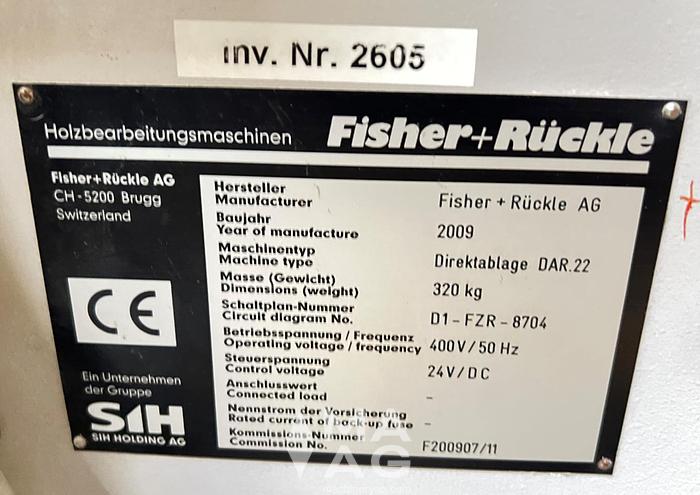 inv. Nr. 2605
Holzbearbeitungsmaschinen Fisher+Rückle
Fisher+Rückle AG
CH-5200 Brugg
Switzerland
CE
Ein Unternehmen
der Gruppe
SIH
SIH HOLDING AG
Hersteller
Manufacturer Fisher + Rückle AG
Baujahr
Year of manufacture 2009
Maschinentyp
Machine type Direktablage DAR.22
Masse (Gewicht)
Dimensions (weight) 320 kg
Schaltplan-Nummer
Circuit diagram No. D1-FZR-8704
Betriebsspannung / Frequenz
Operating voltage / frequency 400V/50 Hz
Steuerspannung
Control voltage 24V/DC
Anschlusswert
Connected load -
Nennstrom der Vorsicherung
Rated current of back-up fuse -
Kommissions-Nummer
Commission No. F200907/11